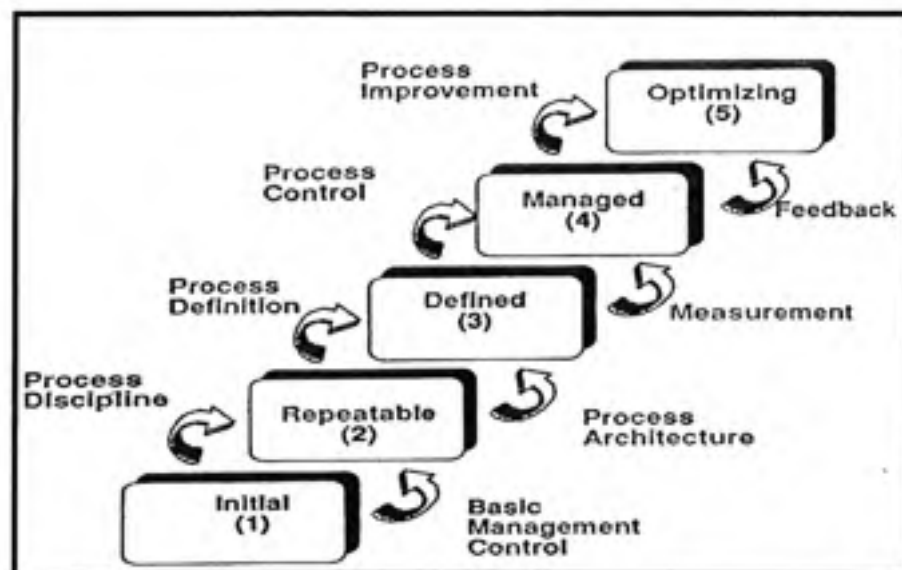 Process
Improvement
Optimizing
(5)
Process
Control
Managed
(4)
Feedback
Process
Definition
Defined
(3)
Measurement
Process
Discipline
Repeatable
(2)
Process
Architecture
Initial
(1)
Basic
Management
Control